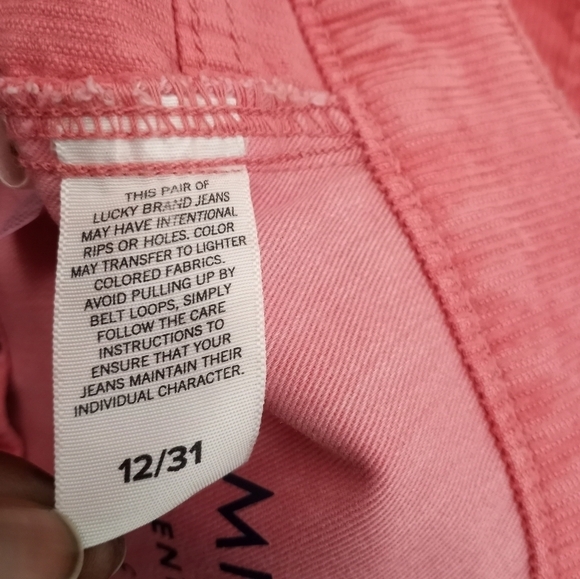 THIS PAIR OF
LUCKY BRAND JEANS
MAY HAVE INTENTIONAL
RIPS OR HOLES. COLOR
MAY TRANSFER TO LIGHTER
COLORED FABRICS.
AVOID PULLING UP BY
BELT LOOPS, SIMPLY
FOLLOW THE CARE
INSTRUCTIONS TO
ENSURE THAT YOUR
JEANS MAINTAIN THEIR
INDIVIDUAL CHARACTER.
12/31